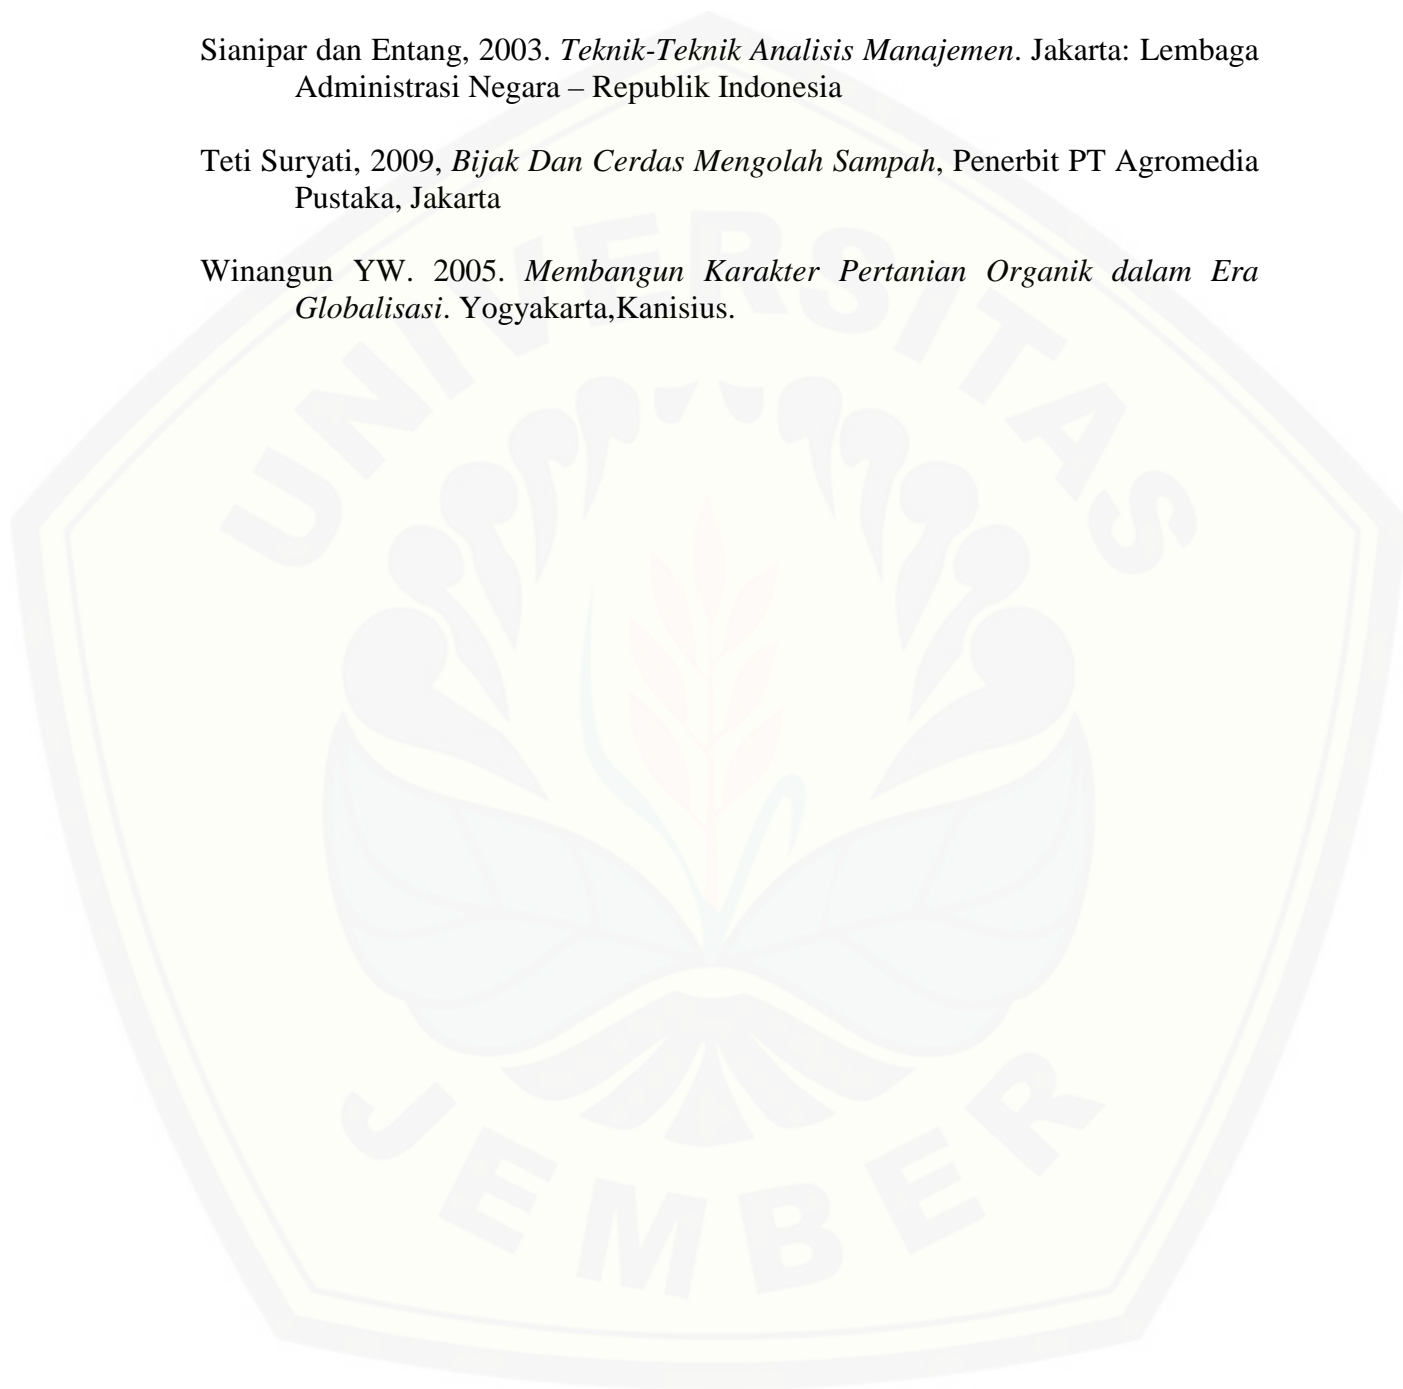 Sianipar dan Entang, 2003. Teknik-Teknik Analisis Manajemen. Jakarta: Lembaga
Administrasi Negara – Republik Indonesia
Teti Suryati, 2009, Bijak Dan Cerdas Mengolah Sampah, Penerbit PT Agromedia
Pustaka, Jakarta
Winangun YW. 2005. Membangun Karakter Pertanian Organik dalam Era
Globalisasi. Yogyakarta,Kanisius.
UNIVERSITAS
JEMBER